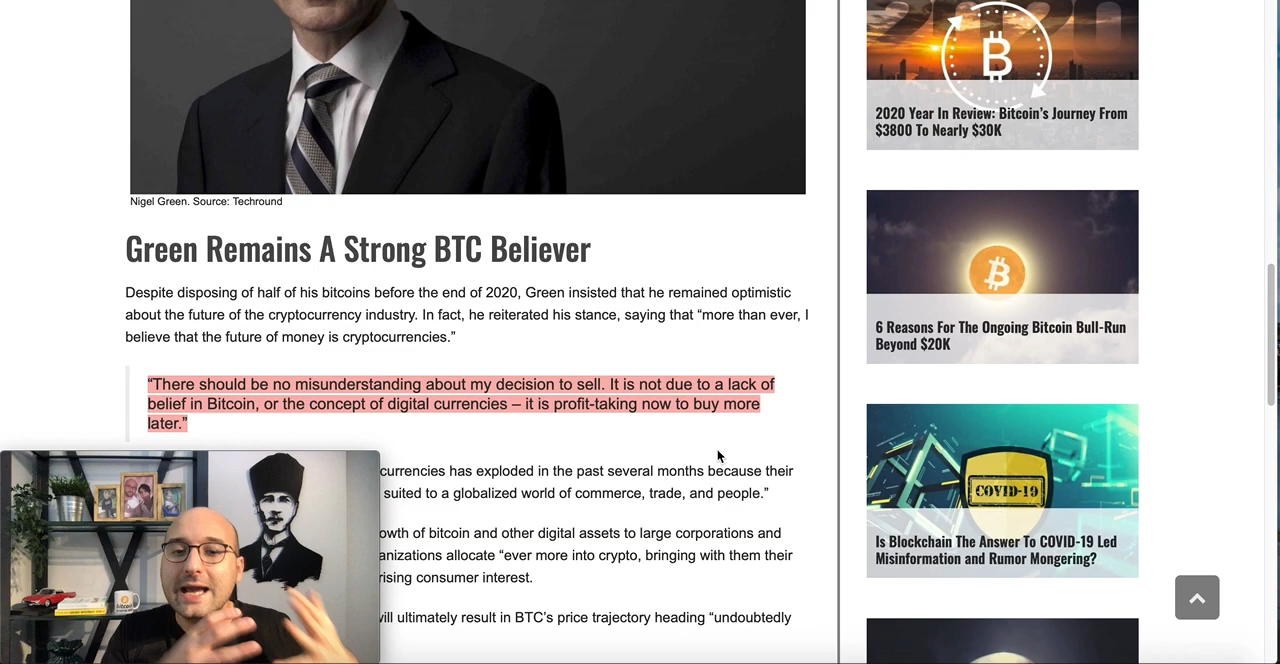 Nigel Green. Source: Techround
Green Remains A Strong BTC Believer
Despite disposing of half of his bitcoins before the end of 2020, Green insisted that he remained optimistic
about the future of the cryptocurrency industry. In fact, he reiterated his stance, saying that “more than ever, I
believe that the future of money is cryptocurrencies.”
“There should be no misunderstanding about my decision to sell. It is not due to a lack of
belief in Bitcoin, or the concept of digital currencies – it is profit-taking now to buy more
later.”
currencies has exploded in the past several months because their
suited to a globalized world of commerce, trade, and people.”
owth of bitcoin and other digital assets to large corporations and
anizations allocate “ever more into crypto, bringing with them their
rising consumer interest.
will ultimately result in BTC’s price trajectory heading “undoubtedly
bitcoin
2020
2020 Year In Review: Bitcoin’s Journey From
$3800 To Nearly $30K
6 Reasons For The Ongoing Bitcoin Bull-Run
Beyond $20K
COVID-19
Is Blockchain The Answer To COVID-19 Led
Misinformation and Rumor Mongering?